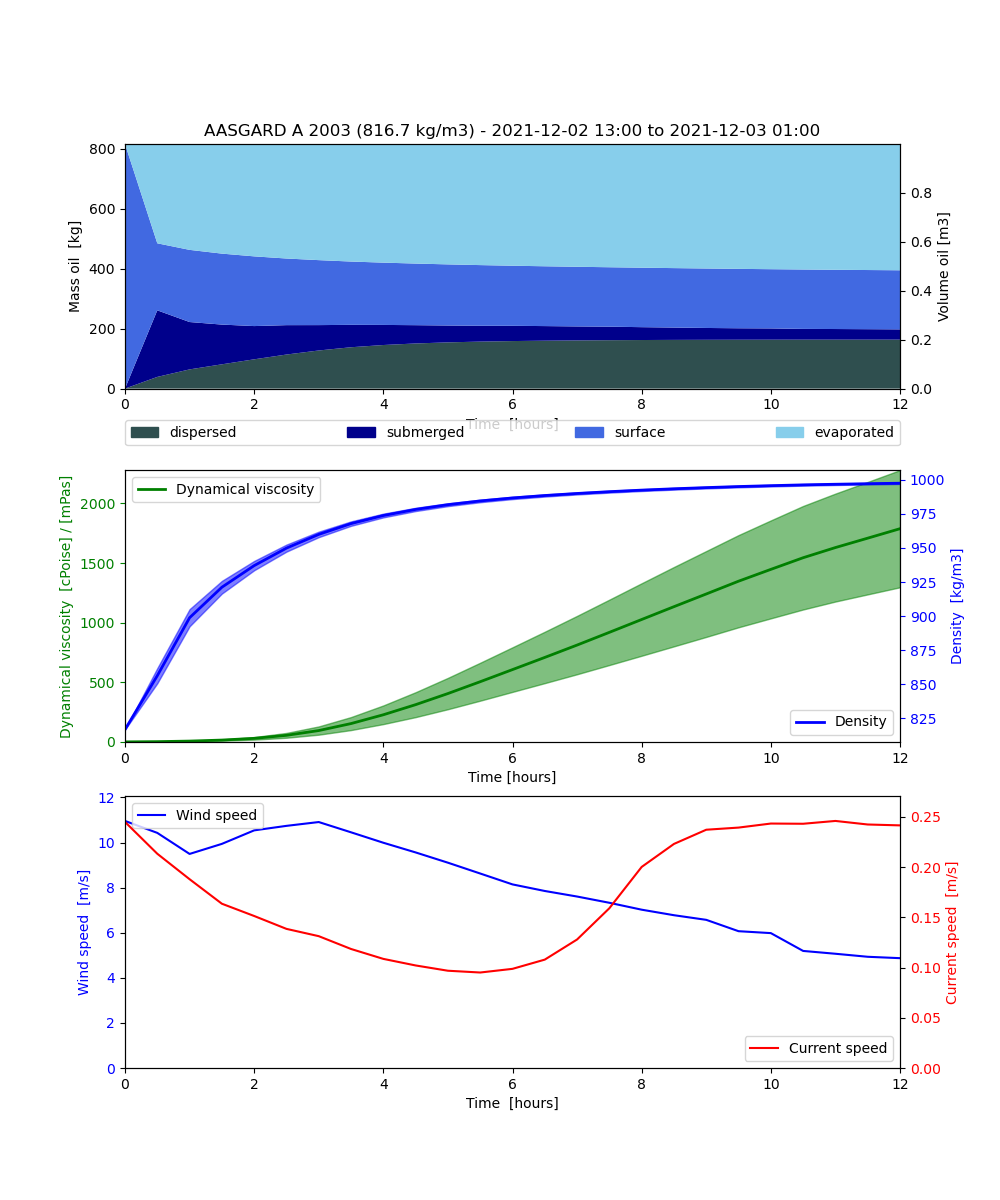 AASGARD A 2003 (816.7 kg/m3) - 2021-12-02 13:00 to 2021-12-03 01:00
Mass oil [kg]
800
600
400
200
0
Volume oil [m3]
0.8
0.6
0.4
0.2
0.0
0 2 4 6 8 10 12
Time [hours]
dispersed submerged surface evaporated
Dynamical viscosity [cPoise] / [mPas]
2000
1500
1000
500
0
Dynamical viscosity
Density
Density [kg/m3]
1000
975
950
925
900
875
850
825
0 2 4 6 8 10 12
Time [hours]
Wind speed [m/s]
12
10
8
6
4
2
0
Wind speed
Current speed
Current speed [m/s]
0.25
0.20
0.15
0.10
0.05
0.00
0 2 4 6 8 10 12
Time [hours]